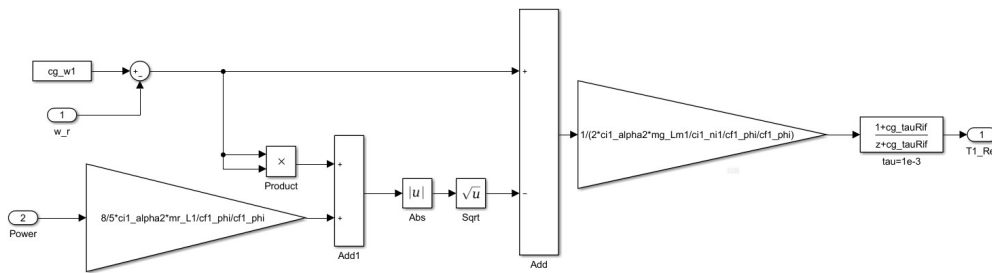 cg_w1
+
-
1
w_r
2
Power
8/5*ci1_alpha2*mr_L1/cf1_phi/cf1_phi
×
Product
+
+
Add1
|u|
Abs
√u
Sqrt
+
−
Add
1/(2*ci1_alpha2*mg_Lm1/ci1_ni1/cf1_phi/cf1_phi)
1+cg_tauRif
z+cg_tauRif
tau=1e-3
1
T1_Re